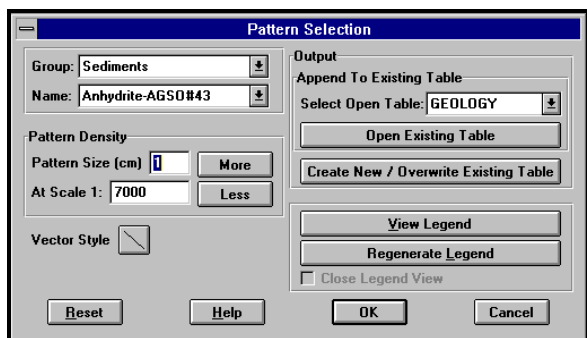 Pattern Selection
Group: Sediments
Name: Anhydrite-AGSO#43
Pattern Density
Pattern Size (cm) 1
More
At Scale 1: 7000
Less
Vector Style
Output
Append To Existing Table
Select Open Table: GEOLOGY
Open Existing Table
Create New / Overwrite Existing Table
View Legend
Regenerate Legend
Close Legend View
Reset
Help
OK
Cancel